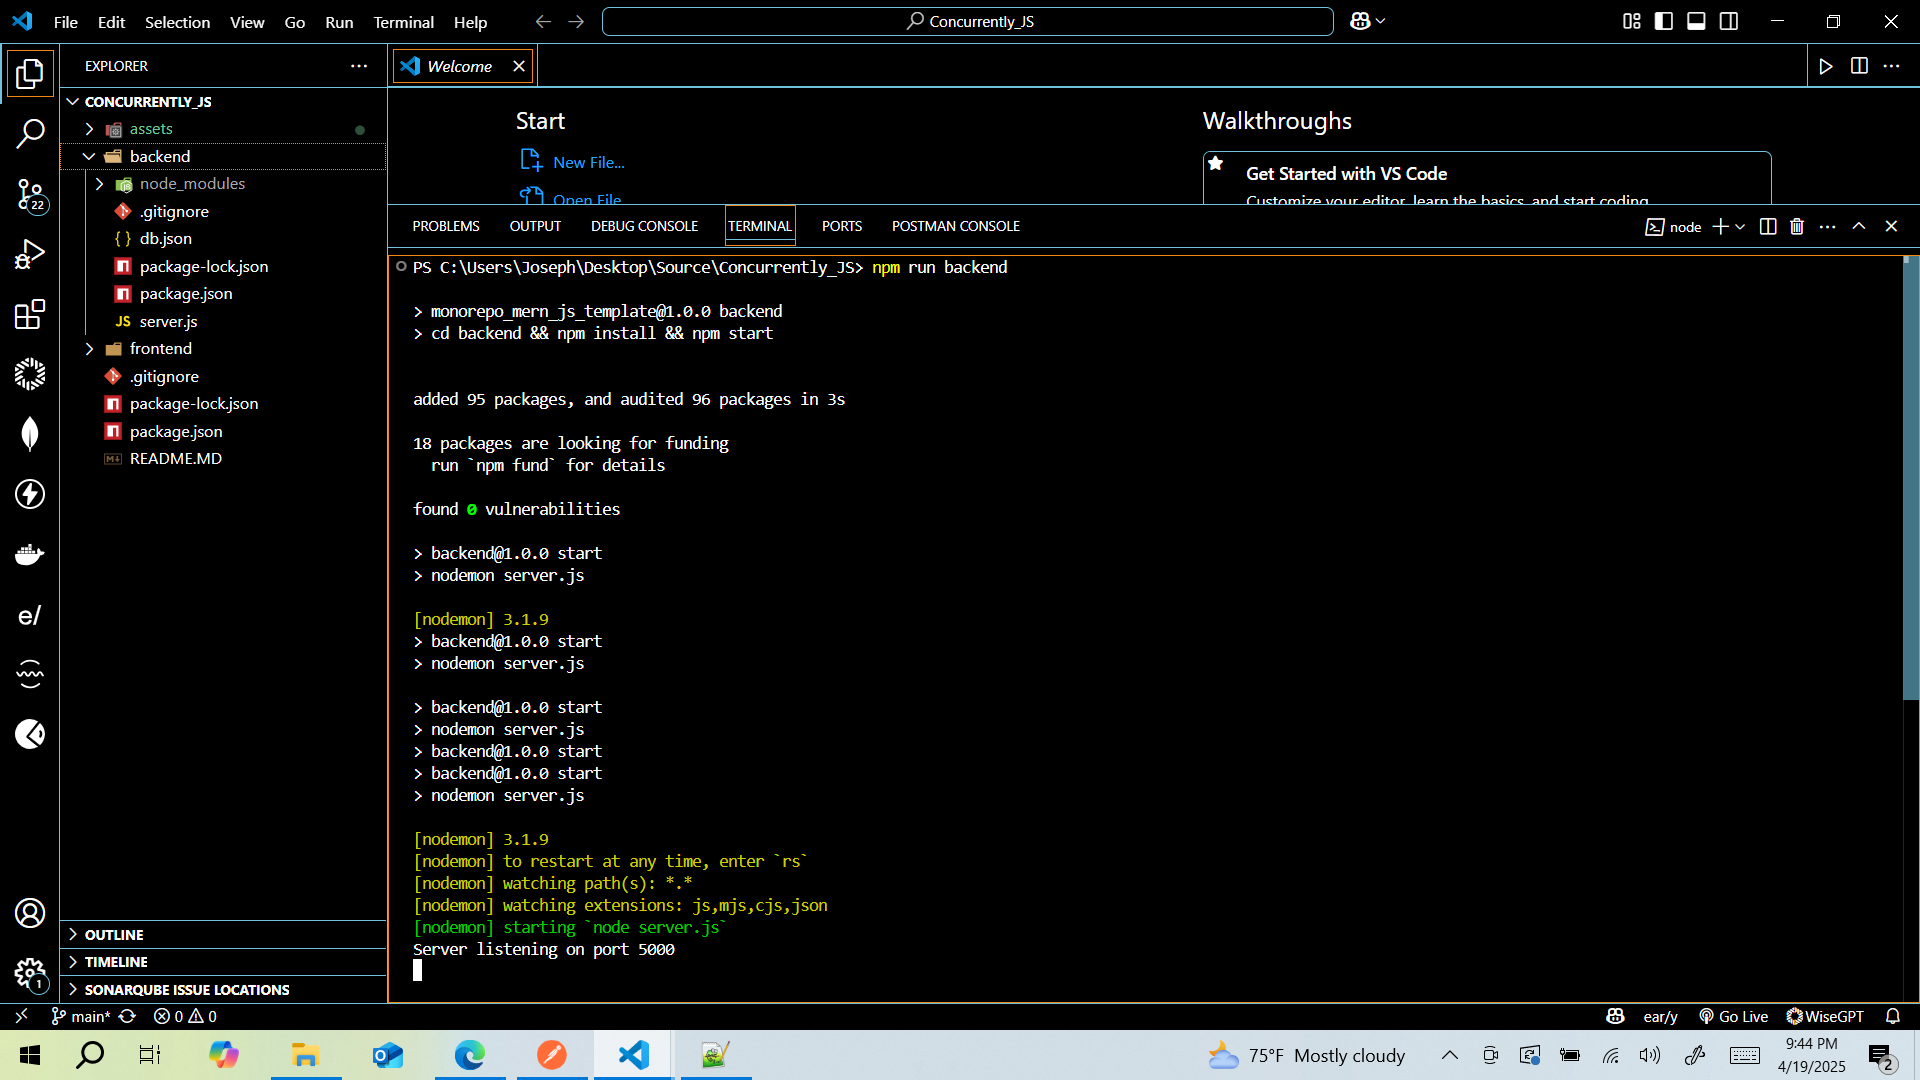 File Edit Selection View Go Run Terminal Help
Concurrently_JS
EXPLORER
Welcome
CONCURRENTLY_JS
assets
backend
node_modules
.gitignore
db.json
package-lock.json
package.json
JS server.js
frontend
.gitignore
package-lock.json
package.json
README.MD
22
OUTLINE
TIMELINE
SONARQUBE ISSUE LOCATIONS
1
Start
New File...
Open File
Walkthroughs
Get Started with VS Code
Customize your editor, learn the basics, and start coding
PROBLEMS OUTPUT DEBUG CONSOLE TERMINAL PORTS POSTMAN CONSOLE
node
PS C:\Users\Joseph\Desktop\Source\Concurrently_JS> npm run backend
> monorepo_mern_js_template@1.0.0 backend
> cd backend && npm install && npm start
added 95 packages, and audited 96 packages in 3s
18 packages are looking for funding
run `npm fund` for details
found 0 vulnerabilities
> backend@1.0.0 start
> nodemon server.js
[nodemon] 3.1.9
> backend@1.0.0 start
> nodemon server.js
> backend@1.0.0 start
> nodemon server.js
> backend@1.0.0 start
> backend@1.0.0 start
> nodemon server.js
[nodemon] 3.1.9
[nodemon] to restart at any time, enter `rs`
[nodemon] watching path(s): *.*
[nodemon] watching extensions: js,mjs,cjs,json
[nodemon] starting `node server.js`
Server listening on port 5000
main* 0 0
ear/y Go Live WiseGPT
75°F Mostly cloudy
9:44 PM
4/19/2025
2